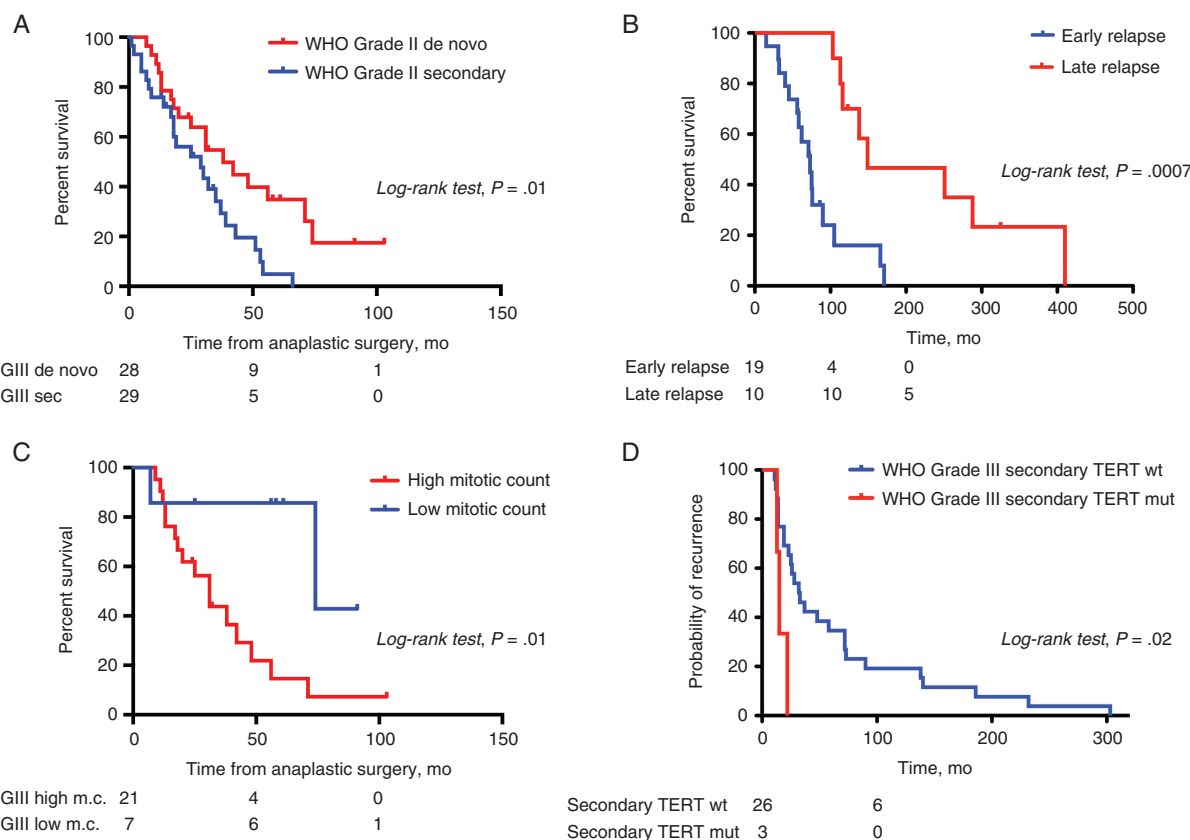 A
100
80
60
40
20
0
Percent survival
WHO Grade II de novo
WHO Grade II secondary
Log-rank test, P = .01
0 50 100 150
Time from anaplastic surgery, mo
GIII de novo 28 9 1
GIII sec 29 5 0
B
100
80
60
40
20
0
Percent survival
Early relapse
Late relapse
Log-rank test, P = .0007
0 100 200 300 400 500
Time, mo
Early relapse 19 4 0
Late relapse 10 10 5
C
100
80
60
40
20
0
Percent survival
High mitotic count
Low mitotic count
Log-rank test, P = .01
0 50 100 150
Time from anaplastic surgery, mo
GIII high m.c. 21 4 0
GIII low m.c. 7 6 1
D
100
80
60
40
20
0
Probability of recurrence
WHO Grade III secondary TERT wt
WHO Grade III secondary TERT mut
Log-rank test, P = .02
0 100 200 300
Time, mo
Secondary TERT wt 26 6
Secondary TERT mut 3 0